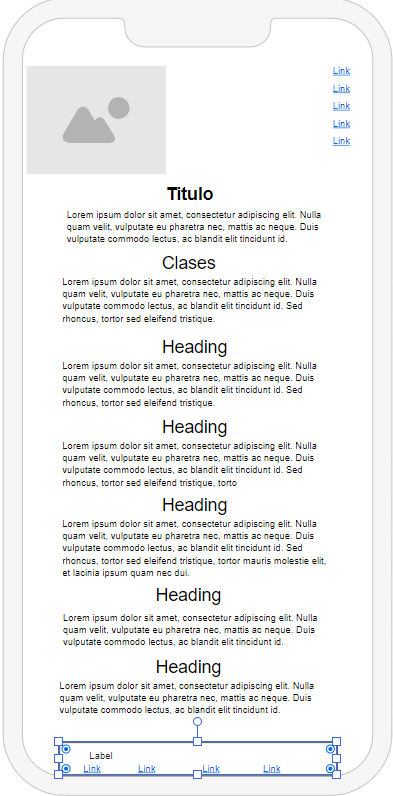 Link
Link
Link
Link
Link
Titulo
Lorem ipsum dolor sit amet, consectetur adipiscing elit. Nulla
quam velit, vulputate eu pharetra nec, mattis ac neque. Duis
vulputate commodo lectus, ac blandit elit tincidunt id.
Clases
Lorem ipsum dolor sit amet, consectetur adipiscing elit. Nulla
quam velit, vulputate eu pharetra nec, mattis ac neque. Duis
vulputate commodo lectus, ac blandit elit tincidunt id. Sed
rhoncus, tortor sed eleifend tristique.
Heading
Lorem ipsum dolor sit amet, consectetur adipiscing elit. Nulla
quam velit, vulputate eu pharetra nec, mattis ac neque. Duis
vulputate commodo lectus, ac blandit elit tincidunt id. Sed
rhoncus, tortor sed eleifend tristique.
Heading
Lorem ipsum dolor sit amet, consectetur adipiscing elit. Nulla
quam velit, vulputate eu pharetra nec, mattis ac neque. Duis
vulputate commodo lectus, ac blandit elit tincidunt id. Sed
rhoncus, tortor sed eleifend tristique, torto
Heading
Lorem ipsum dolor sit amet, consectetur adipiscing elit. Nulla
quam velit, vulputate eu pharetra nec, mattis ac neque. Duis
vulputate commodo lectus, ac blandit elit tincidunt id. Sed
rhoncus, tortor sed eleifend tristique, tortor mauris molestie elit,
et lacinia ipsum quam nec dui.
Heading
Lorem ipsum dolor sit amet, consectetur adipiscing elit. Nulla
quam velit, vulputate eu pharetra nec, mattis ac neque. Duis
vulputate commodo lectus, ac blandit elit tincidunt id.
Heading
Lorem ipsum dolor sit amet, consectetur adipiscing elit. Nulla
quam velit, vulputate eu pharetra nec, mattis ac neque. Duis
vulputate commodo lectus, ac blandit elit tincidunt id.
Label
Link Link Link Link